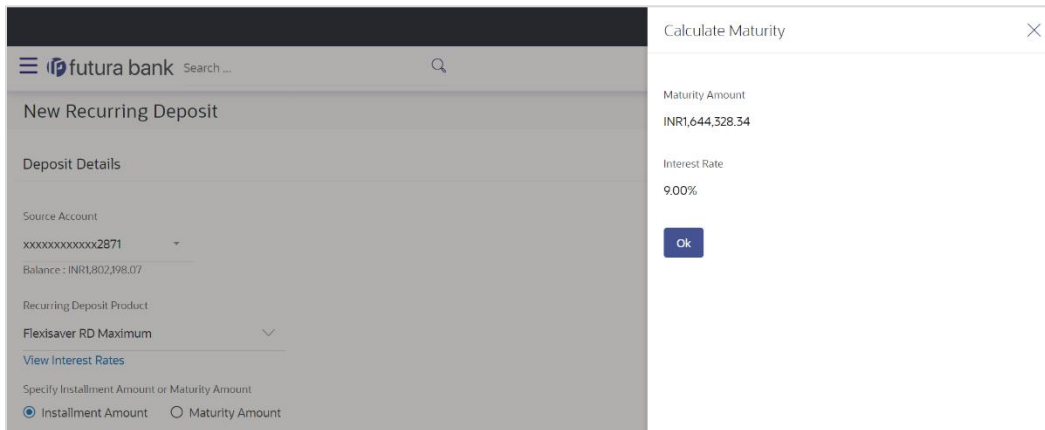 futura bank Search ...
New Recurring Deposit
Deposit Details
Source Account
xxxxxxxxxxxx2871
Balance : INR1,802,198.07
Recurring Deposit Product
Flexisaver RD Maximum
View Interest Rates
Specify Installment Amount or Maturity Amount
Installment Amount Maturity Amount
Calculate Maturity
Maturity Amount
INR1,644,328.34
Interest Rate
9.00%
Ok